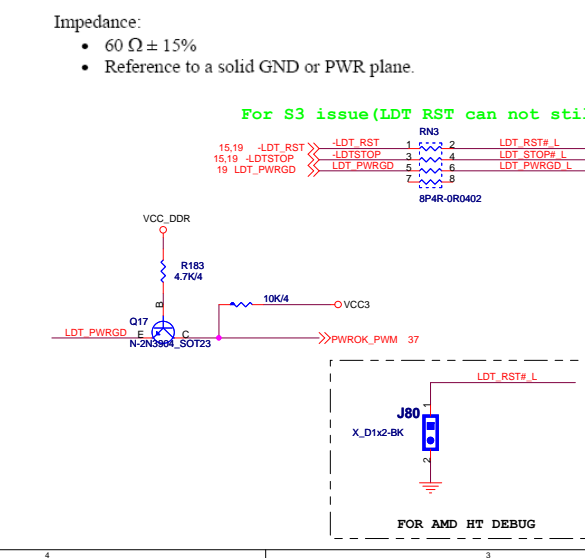 Impedance:
• 60 Ω ± 15%
• Reference to a solid GND or PWR plane.
For S3 issue(LDT RST can not sti
RN3
15,19 -LDT_RST -LDT_RST 1 2 LDT_RST#_L
15,19 -LDTSTOP -LDTSTOP 3 4 LDT_STOP#_L
19 LDT_PWRGD LDT_PWRGD 5 6 LDT_PWRGD_L
7 8
8P4R-0R0402
VCC_DDR
R183
4.7K/4
B
10K/4 VCC3
Q17
LDT_PWRGD E C
N-2N3904_SOT23
PWROK_PWM 37
LDT_RST#_L
1
J80
X_D1x2-BK
2
FOR AMD HT DEBUG
4 3